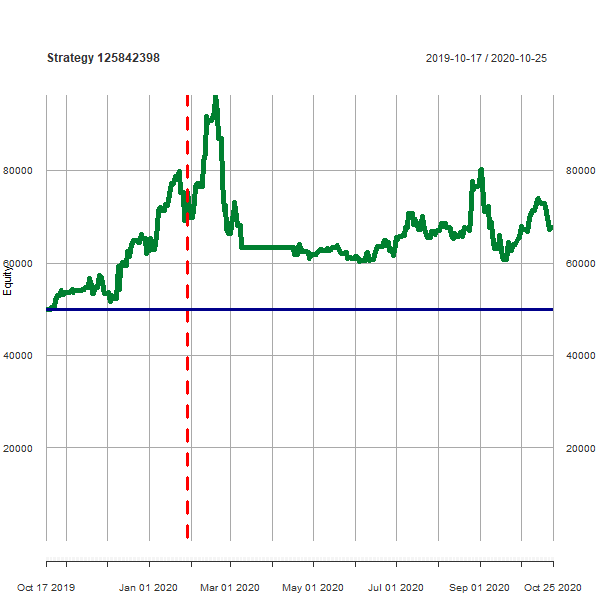 Strategy 125842398
2019-10-17 / 2020-10-25
80000
80000
60000
60000
Equity
40000
40000
20000
20000
Oct 17 2019
Jan 01 2020
Mar 01 2020
May 01 2020
Jul 01 2020
Sep 01 2020
Oct 25 2020